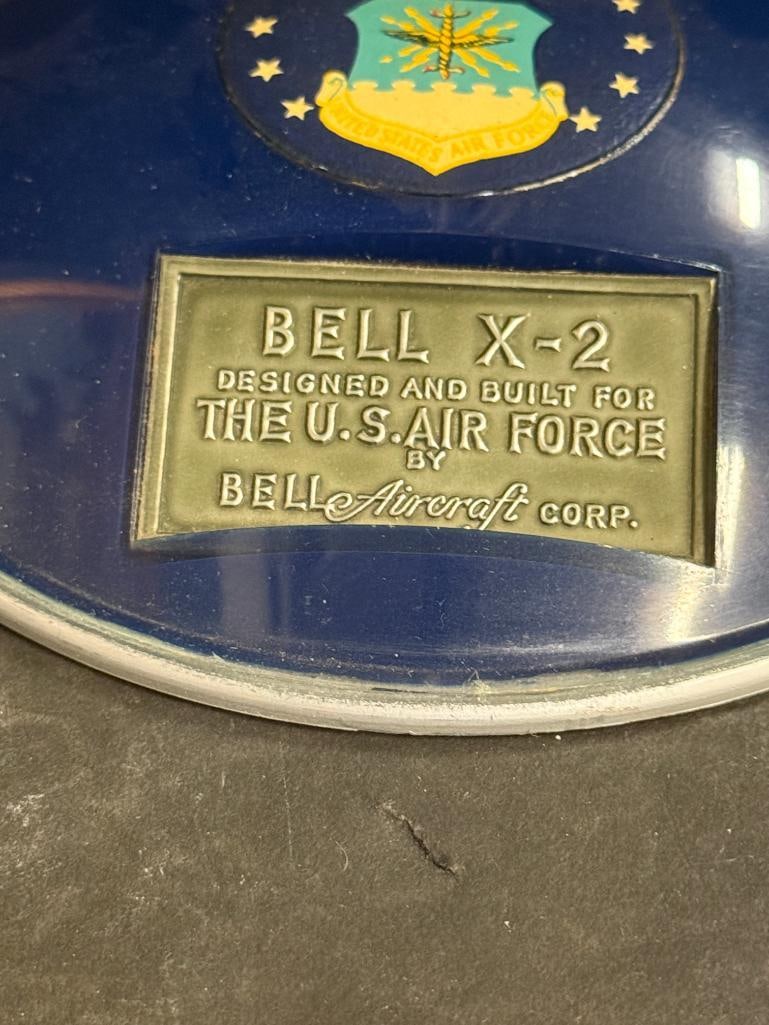 UNITED STATES AIR FORCE
BELL X-2
DESIGNED AND BUILT FOR
THE U.S. AIR FORCE
BY
BELL Aircraft CORP.